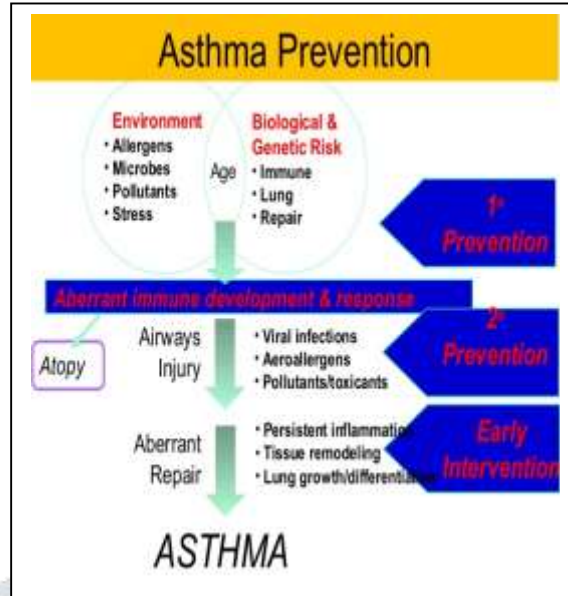 Asthma Prevention
Environment
• Allergens
• Microbes
• Pollutants
• Stress
Age
Biological &
Genetic Risk
• Immune
• Lung
• Repair
1º
Prevention
Aberrant immune development & response
Atopy
Airways
Injury
• Viral infections
• Aeroallergens
• Pollutants/toxicants
2º
Prevention
Aberrant
Repair
• Persistent inflammation
• Tissue remodeling
• Lung growth/differentiation
Early
Intervention
ASTHMA